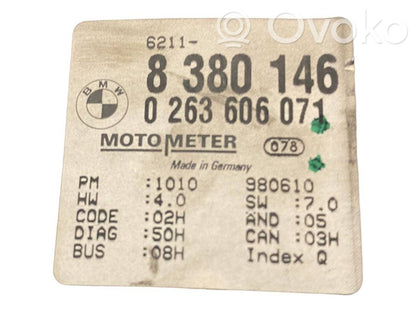 Ovoko
6211-
BMW
8 380 146
0 263 606 071
MOTOMETER
678
Made in Germany
PM :1010 980610
HW :4.0 SW :7.0
CODE :02H AND :05
DIAG :50H CAN :03H
BUS :08H Index Q